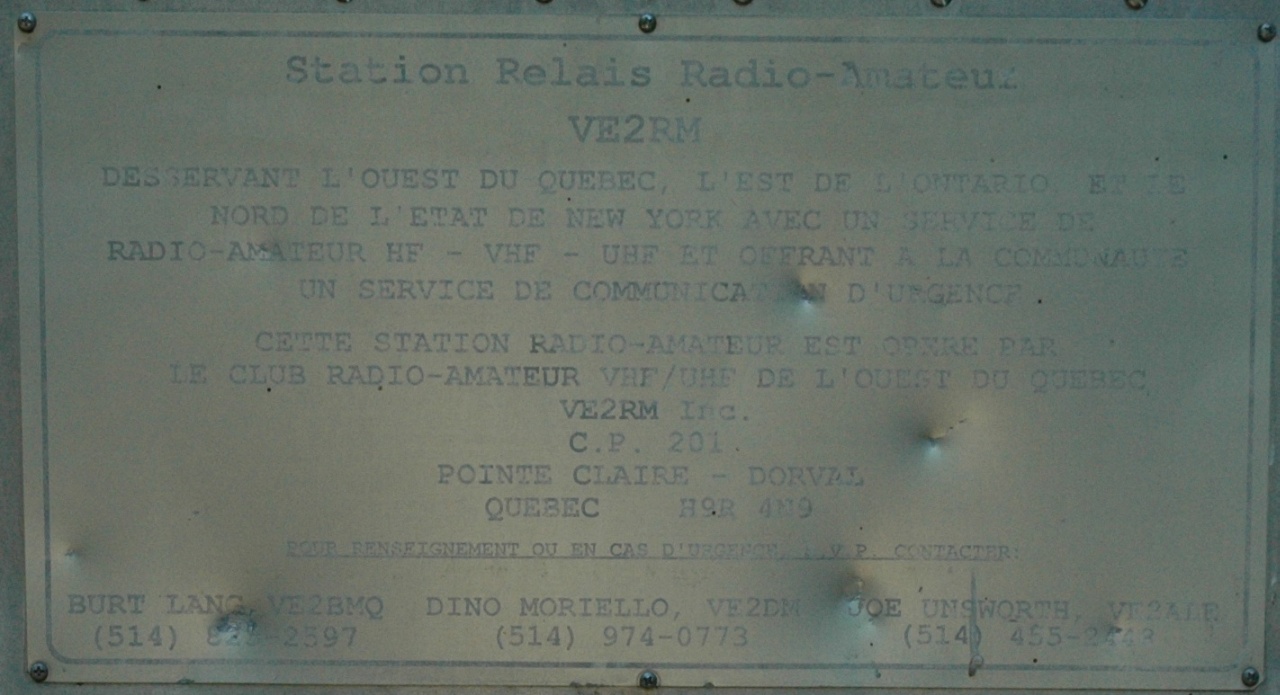 Station Relais Radio-Amateur
VE2RM
DESSERVANT L'OUEST DU QUEBEC, L'EST DE L'ONTARIO, ET LE
NORD DE L'ETAT DE NEW YORK AVEC UN SERVICE DE
RADIO-AMATEUR HF - VHF - UHF ET OFFRANT A LA COMMUNAUTE
UN SERVICE DE COMMUNICATION D'URGENCE.
CETTE STATION RADIO-AMATEUR EST OPERE PAR
LE CLUB RADIO-AMATEUR VHF/UHF DE L'OUEST DU QUEBEC,
VE2RM Inc.
C.P. 201.
POINTE CLAIRE - DORVAL
QUEBEC H9R 4N9
POUR RENSEIGNEMENT OU EN CAS D'URGENCE, S.V.P. CONTACTER:
BURT LANG, VE2BMQ DINO MORIELLO, VE2DM JOE UNSWORTH, VE2ALE
(514) (514) 974-0773 (514)